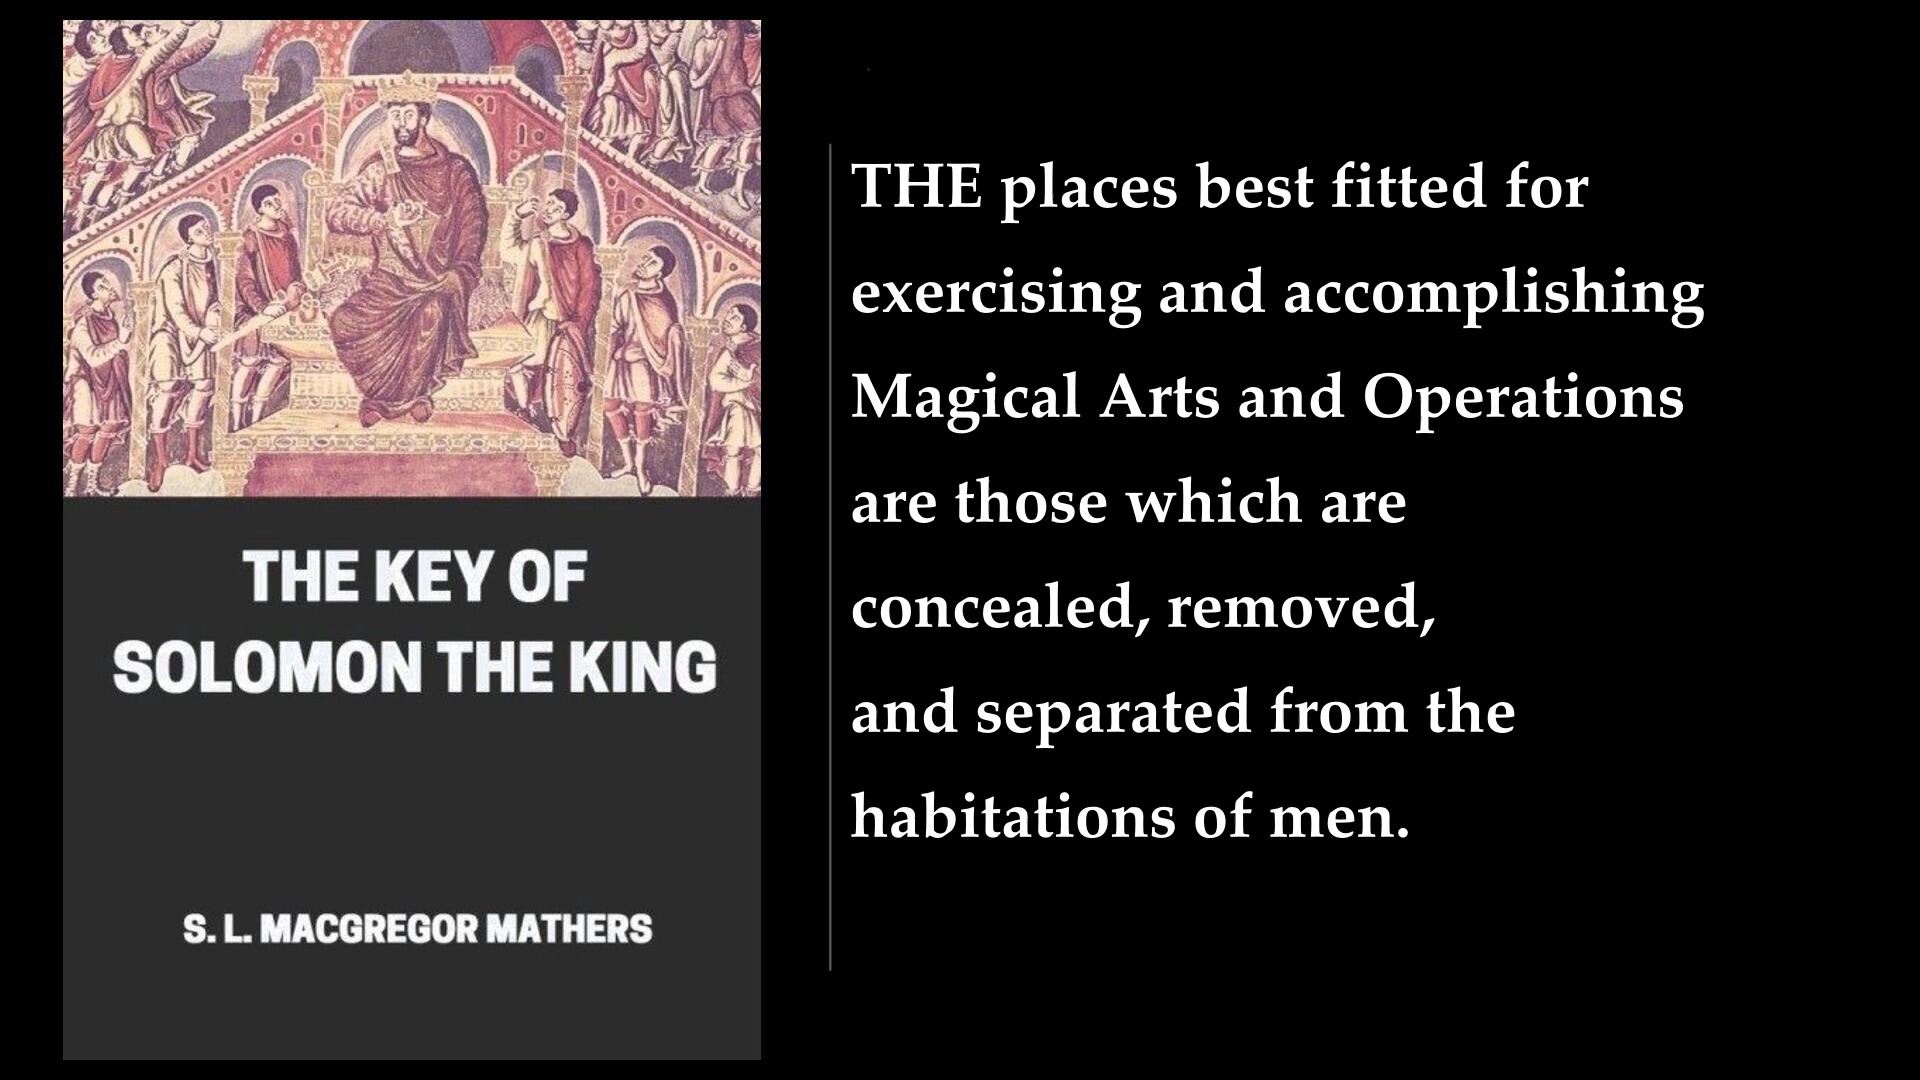 THE KEY OF
SOLOMON THE KING
S. L. MACGREGOR MATHERS
THE places best fitted for
exercising and accomplishing
Magical Arts and Operations
are those which are
concealed, removed,
and separated from the
habitations of men.